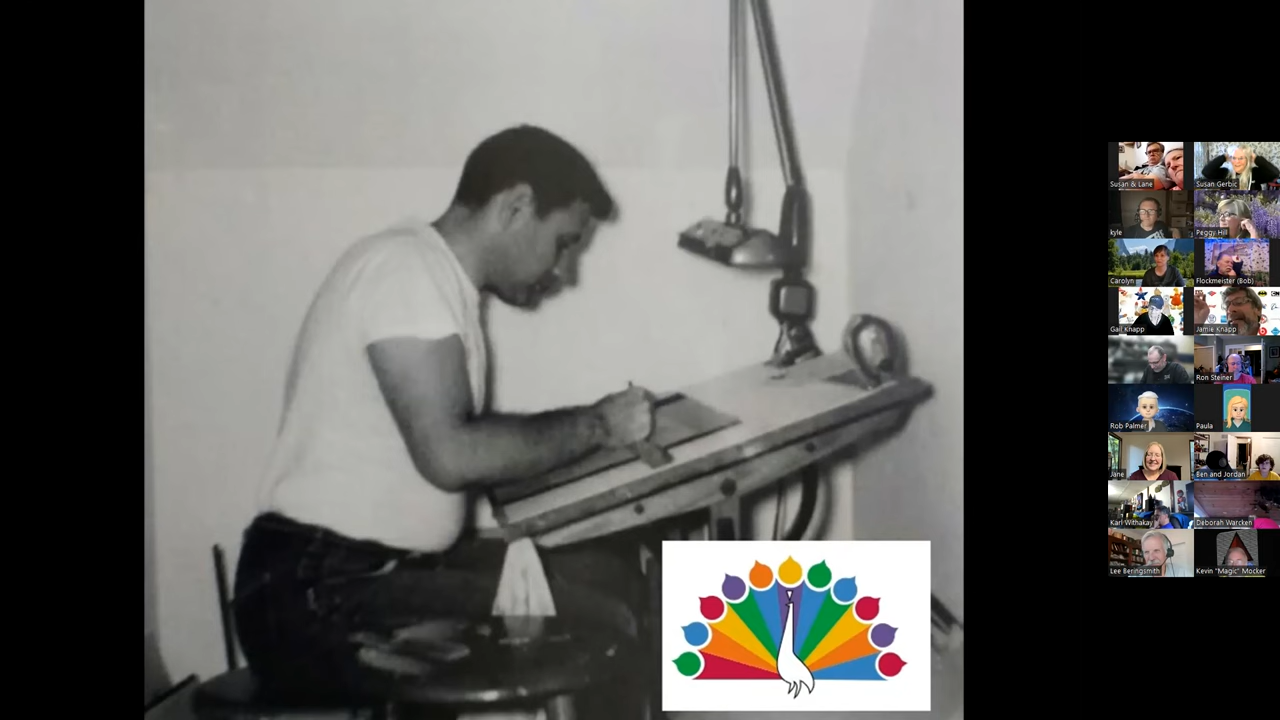 Susan & Lane
Susan Gerbic
kyle
Peggy Hill
Carolyn
Flockmeister (Bob)
Gail Knapp
Jamie Knapp
Ron Steiner
Rob Palmer
Paula
Jane
Ben and Jordan
Karl Withakay
Deborah Warcken
Lee Beringsmith
Kevin "Magic" Mocker